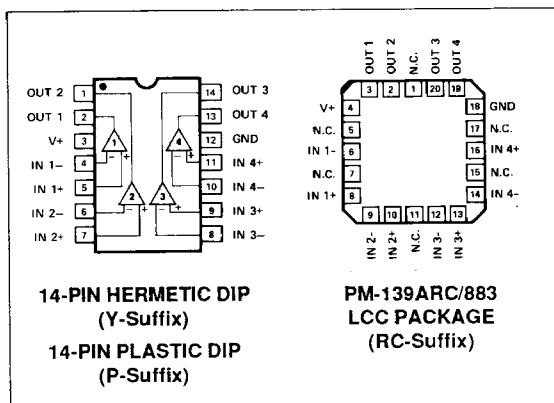 OUT 2 1
OUT 1 2
V+ 3
IN 1– 4
IN 1+ 5
IN 2– 6
IN 2+ 7
14 OUT 3
13 OUT 4
12 GND
11 IN 4+
10 IN 4–
9 IN 3+
8 IN 3–
1 – +
2 – +
3 – +
4 – +
14-PIN HERMETIC DIP
(Y-Suffix)
14-PIN PLASTIC DIP
(P-Suffix)
OUT 1
OUT 2
N.C.
OUT 3
OUT 4
3 2 1 20 19
V+ 4
N.C. 5
IN 1- 6
N.C. 7
IN 1+ 8
18 GND
17 N.C.
16 IN 4+
15 N.C.
14 IN 4–
9 10 11 12 13
IN 2-
IN 2+
N.C.
IN 3-
IN 3+
PM-139ARC/883
LCC PACKAGE
(RC-Suffix)